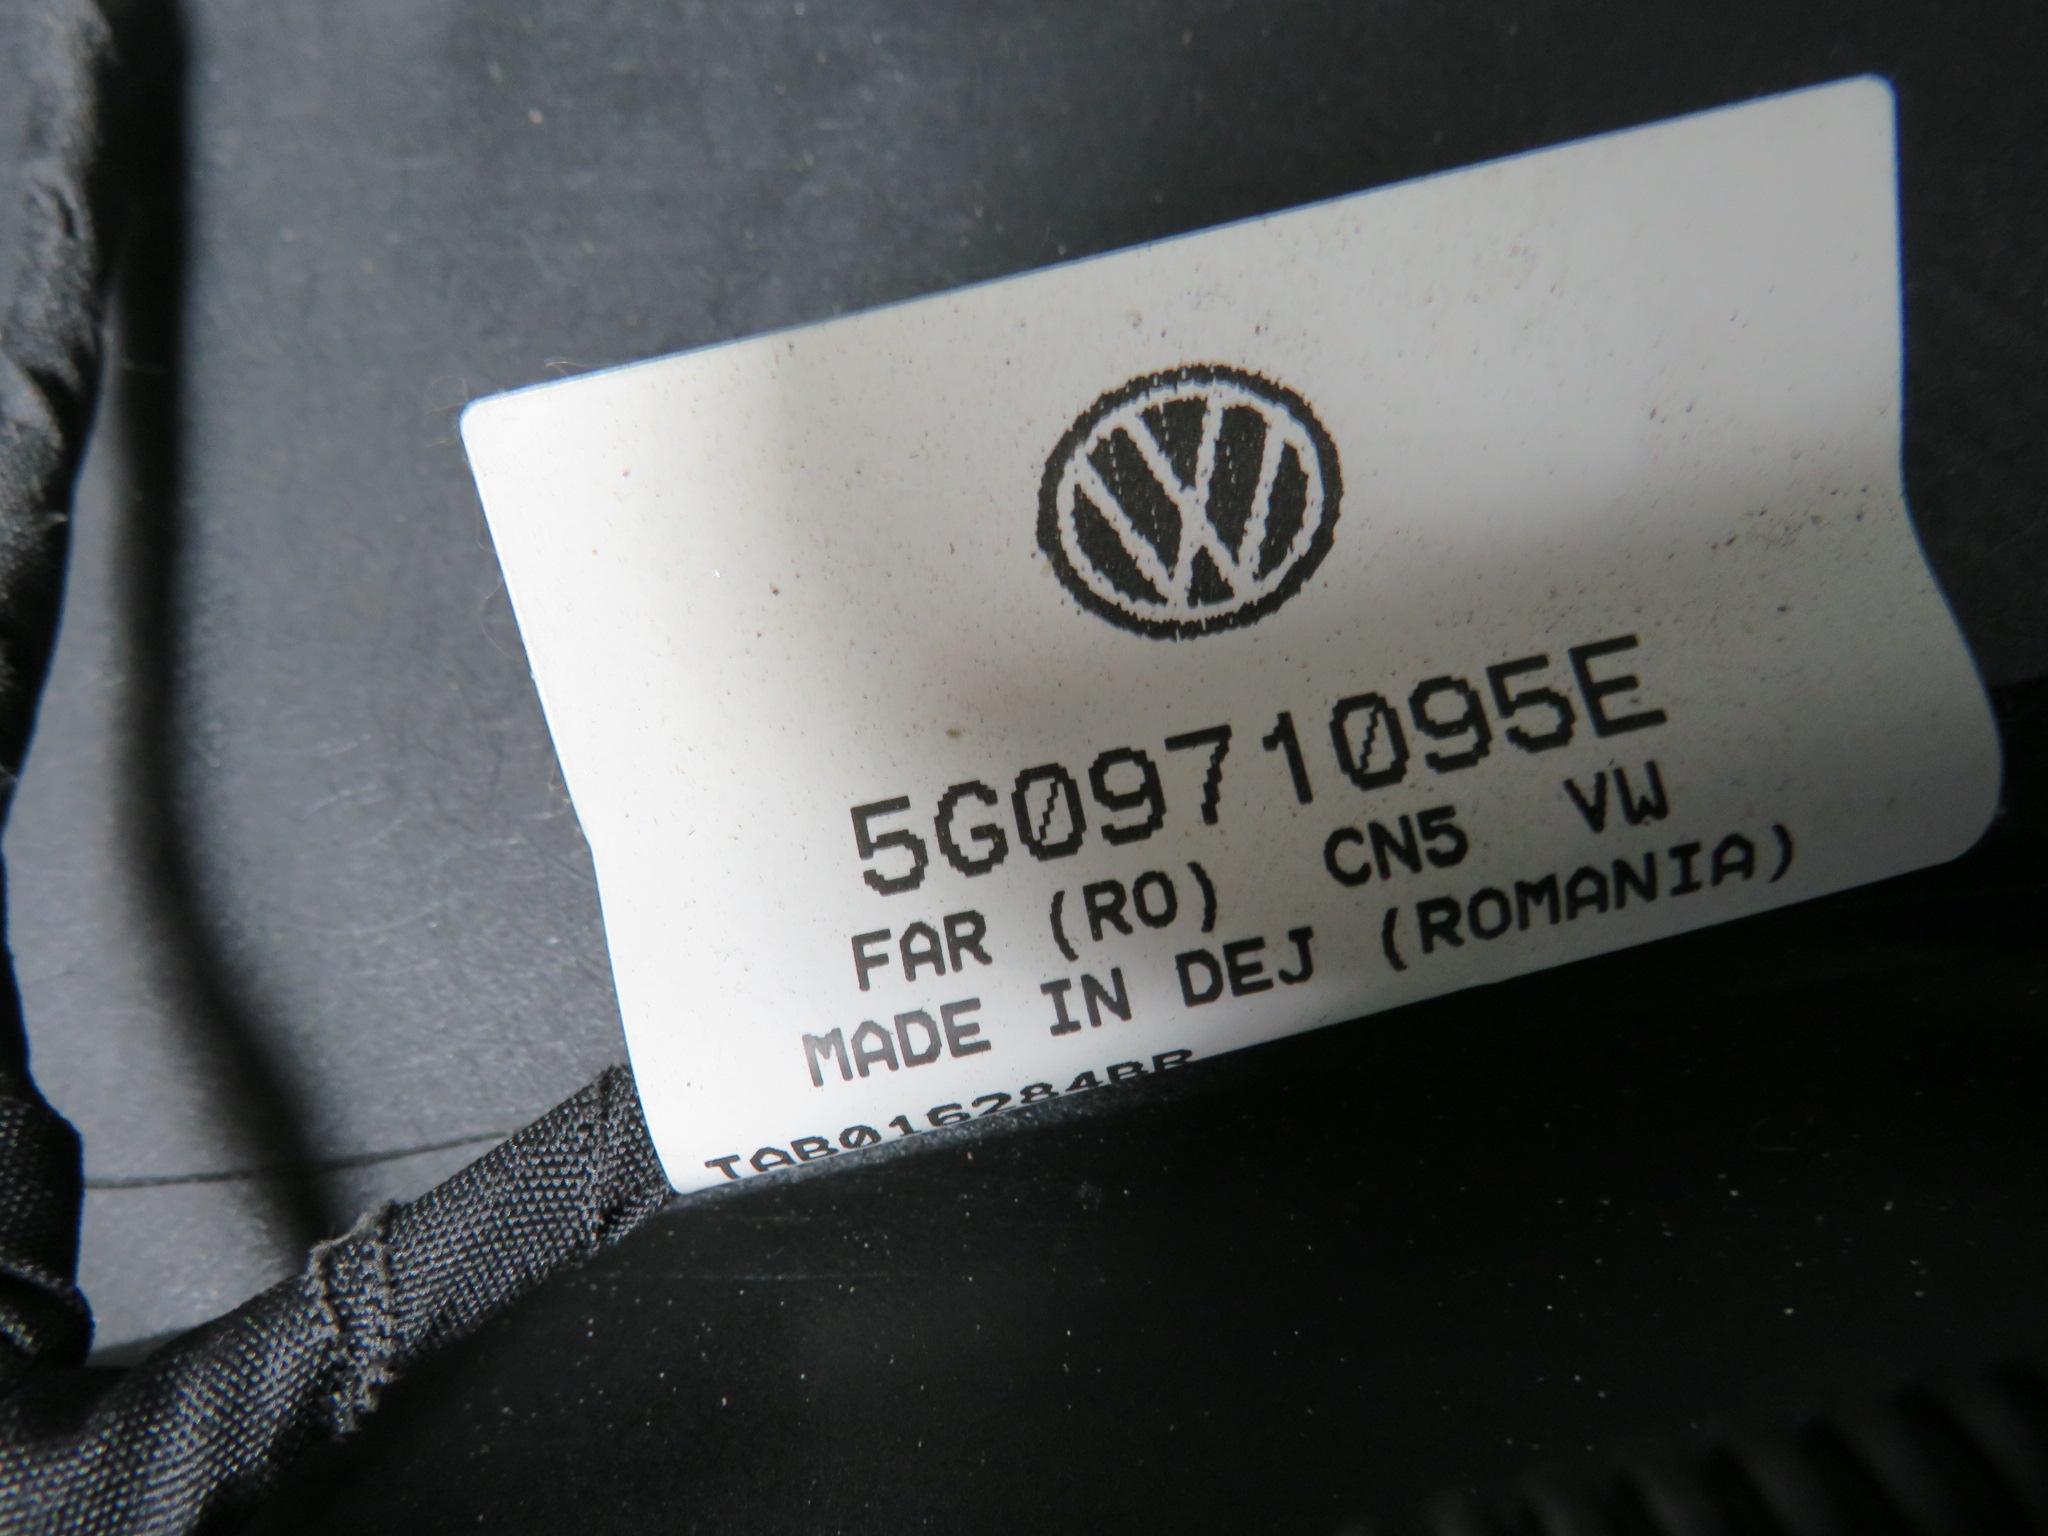 5G0971095E
FAR (RO) CN5 VW
MADE IN DEJ (ROMANIA)